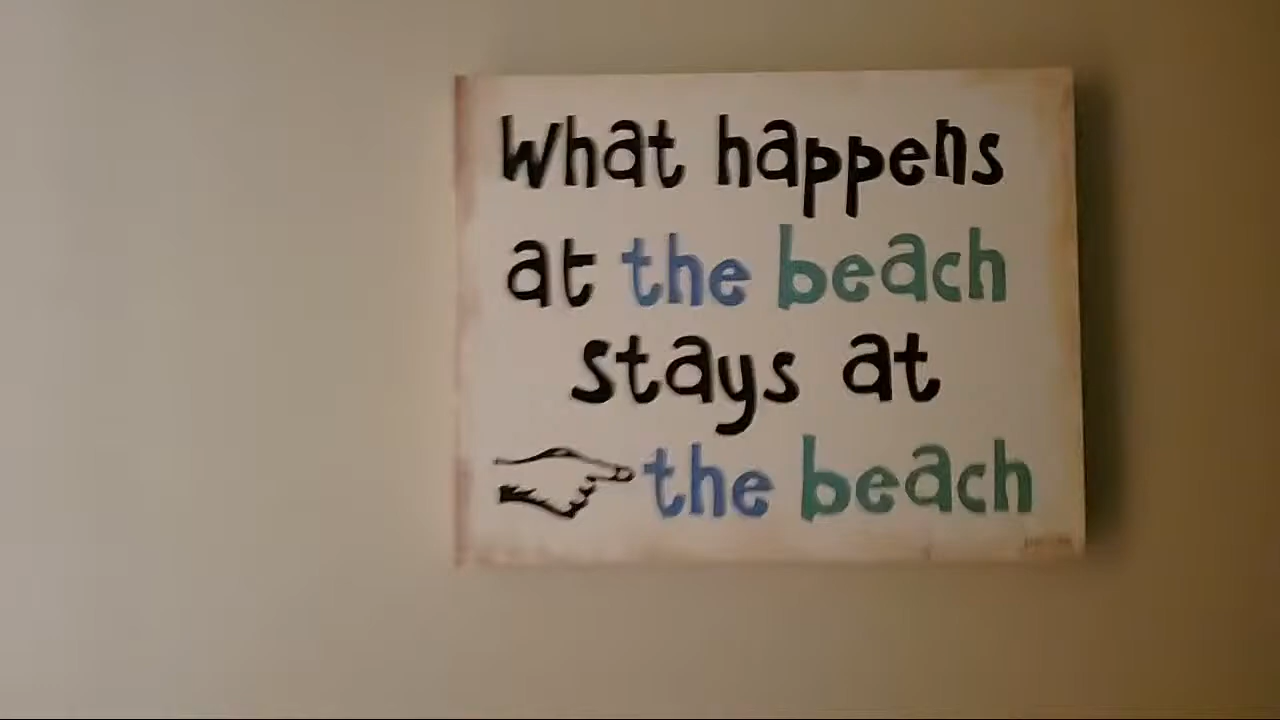 What happens
at the beach
stays at
the beach